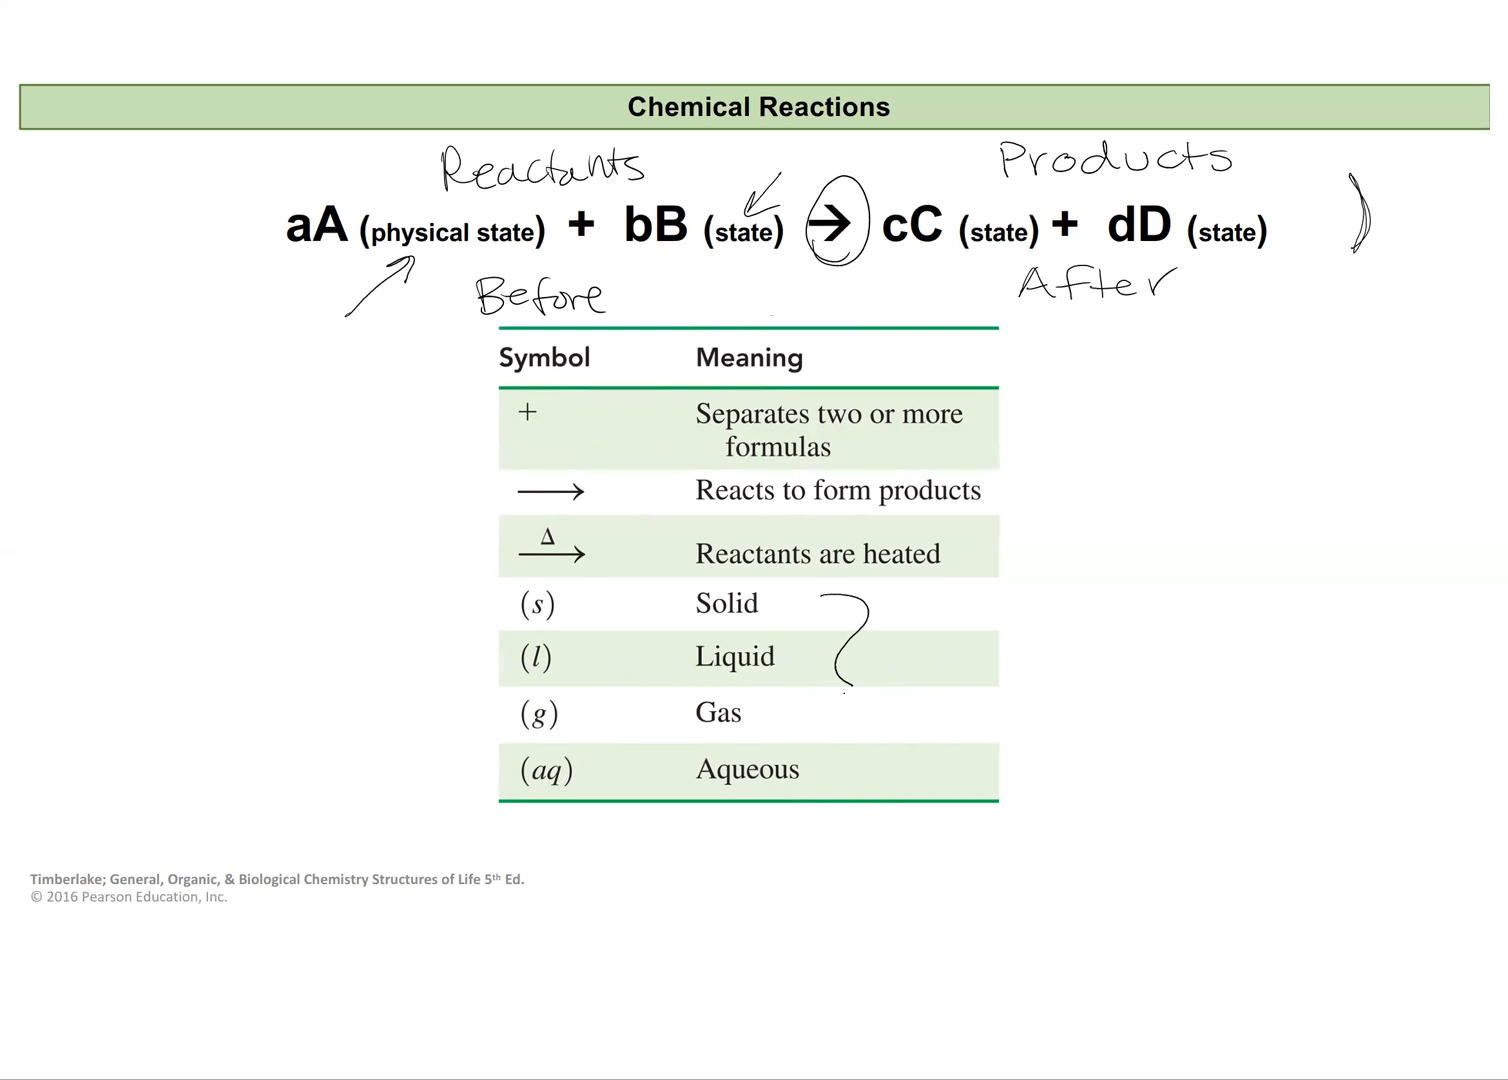 Chemical Reactions
Reactants Products
aA (physical state) + bB (state) → cC (state) + dD (state)
Before After
Symbol Meaning
+ Separates two or more
formulas
⟶ Reacts to form products
Δ
⟶ Reactants are heated
(s) Solid
(l) Liquid
(g) Gas
(aq) Aqueous
Timberlake; General, Organic, & Biological Chemistry Structures of Life 5th Ed.
© 2016 Pearson Education, Inc.